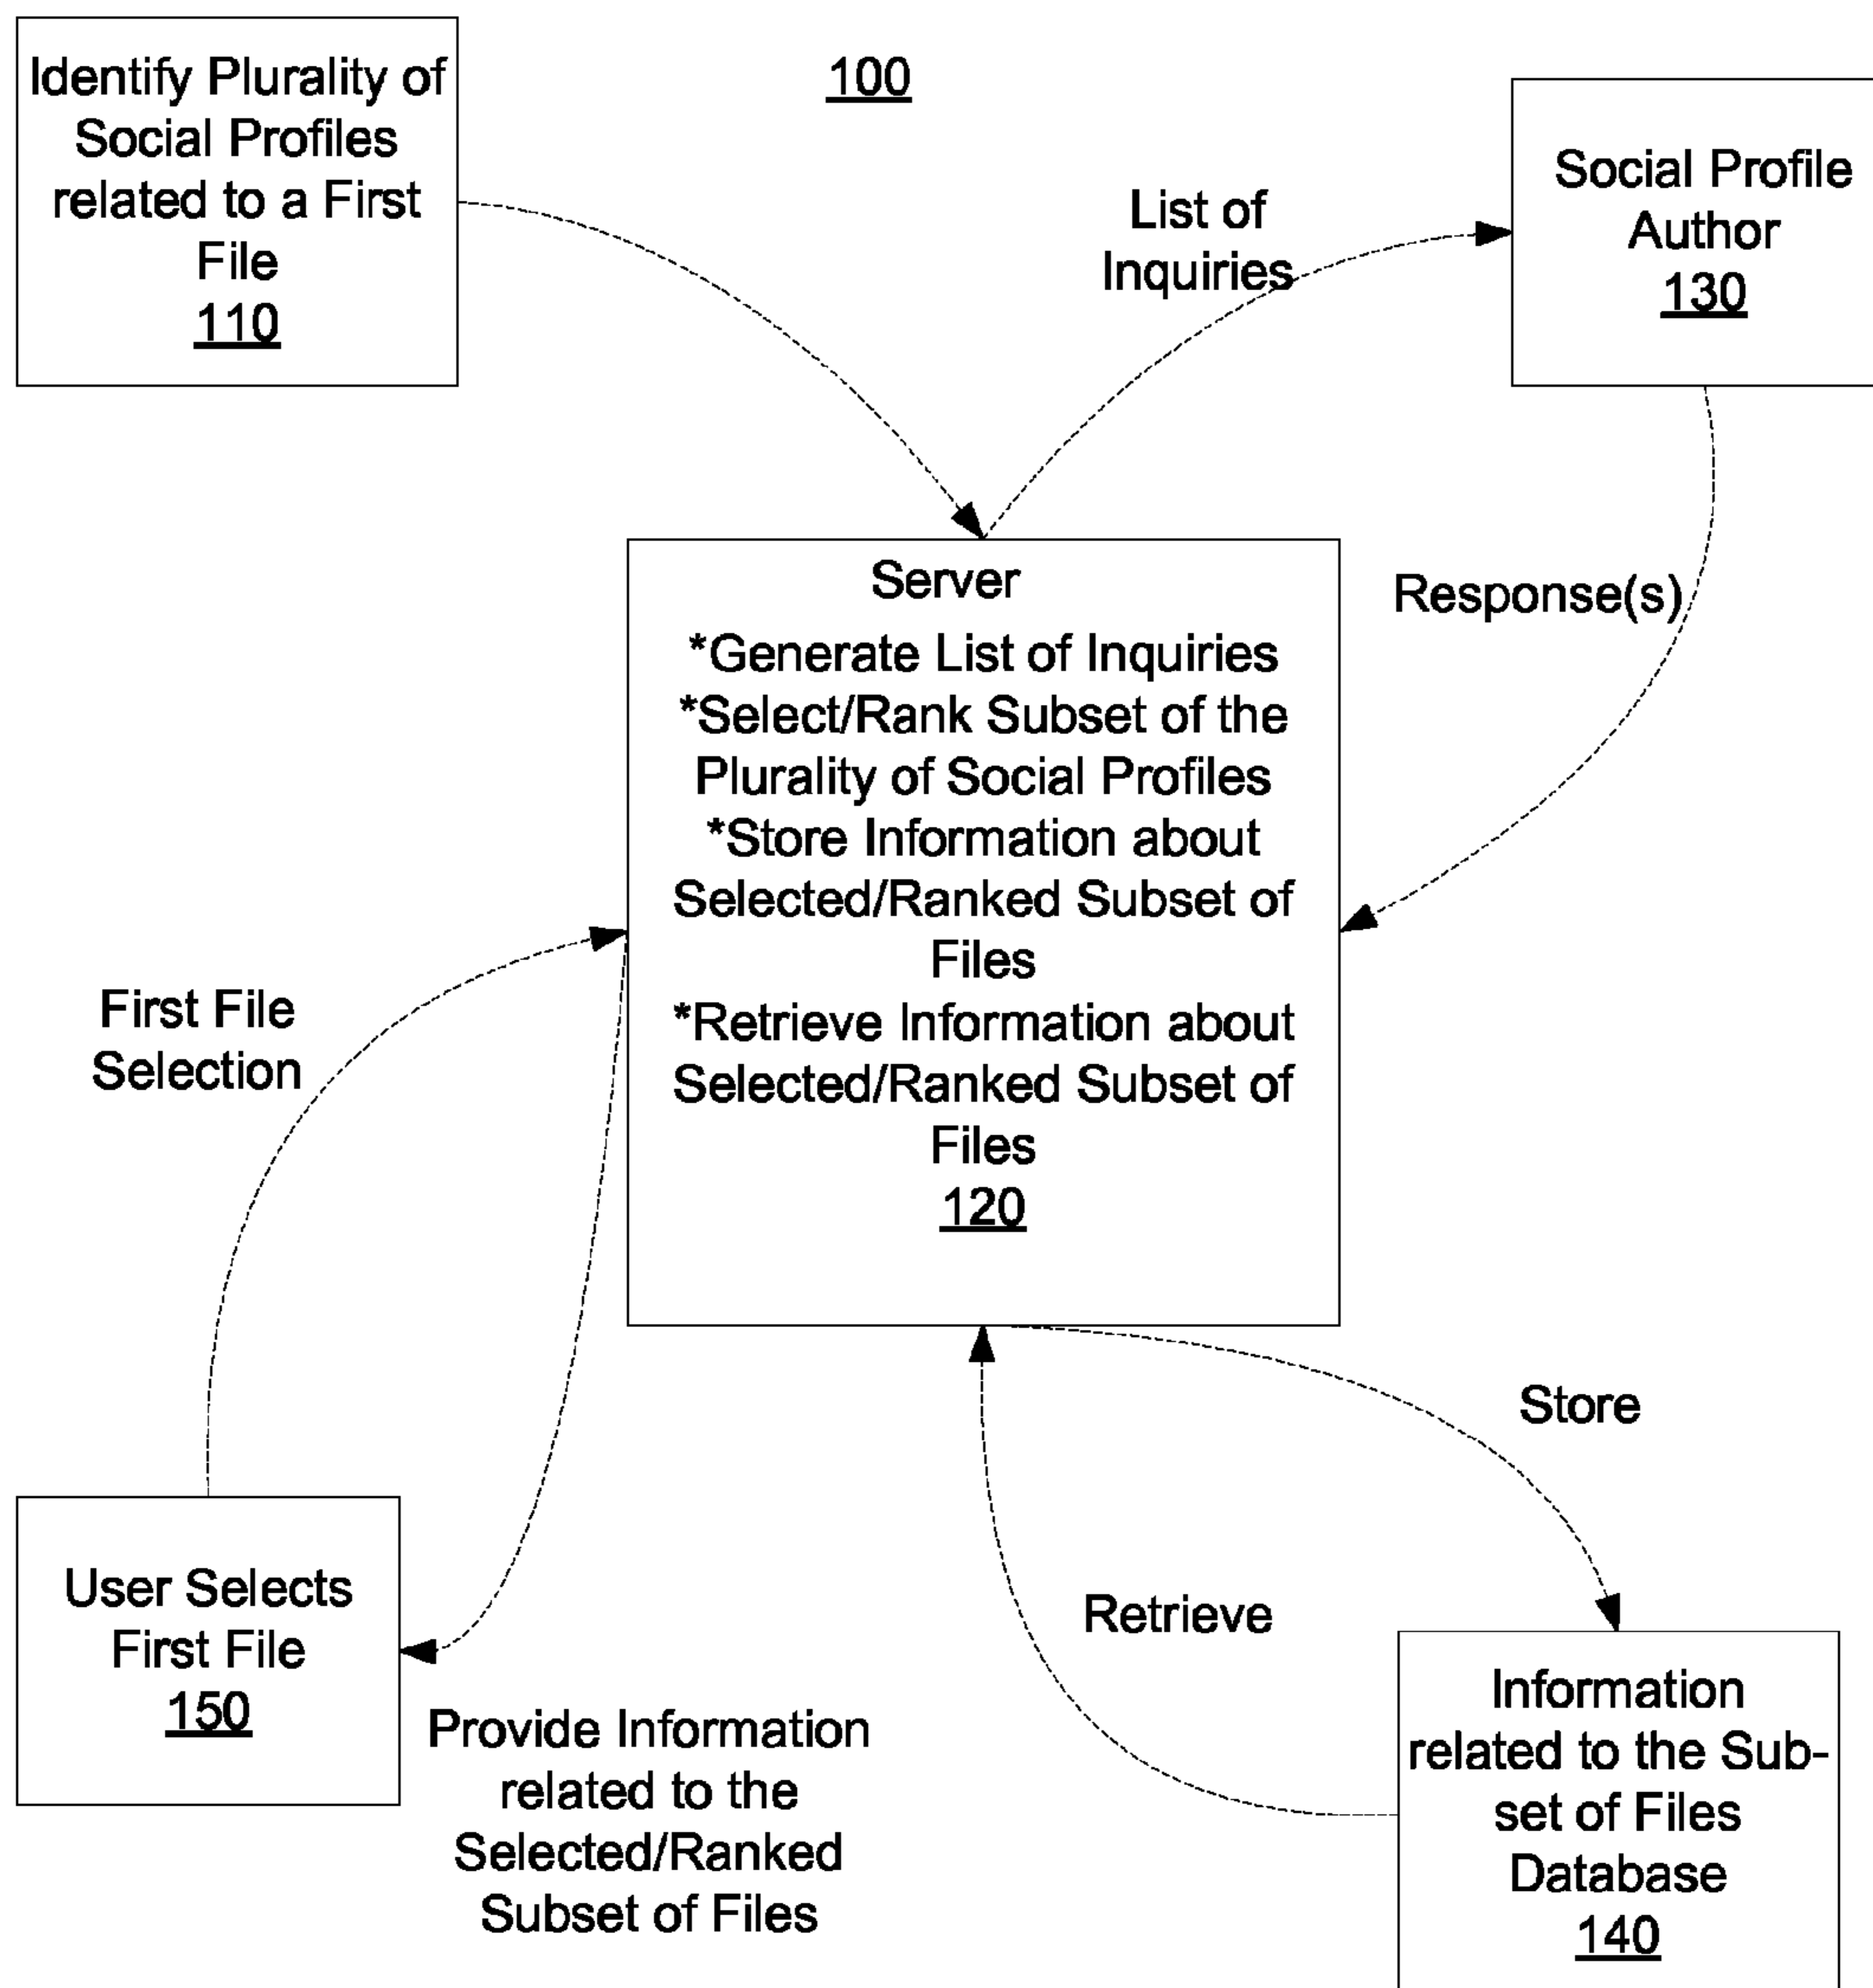 Identify Plurality of
Social Profiles
related to a First
File
110
100
List of
Inquiries
Social Profile
Author
130
Response(s)
Server
*Generate List of Inquiries
*Select/Rank Subset of the
Plurality of Social Profiles
*Store Information about
Selected/Ranked Subset of
Files
*Retrieve Information about
Selected/Ranked Subset of
Files
120
First File
Selection
User Selects
First File
150
Provide Information
related to the
Selected/Ranked
Subset of Files
Store
Retrieve
Information
related to the Sub-
set of Files
Database
140